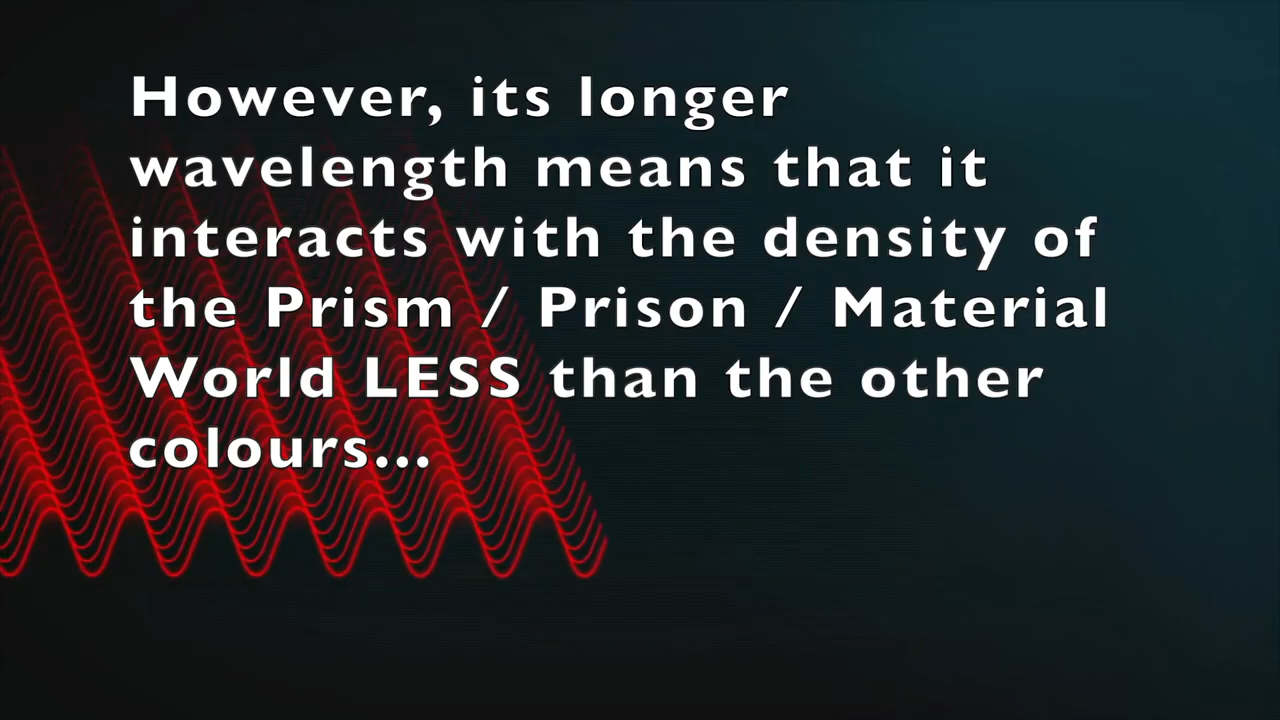 However, its longer
wavelength means that it
interacts with the density of
the Prism / Prison / Material
World LESS than the other
colours...